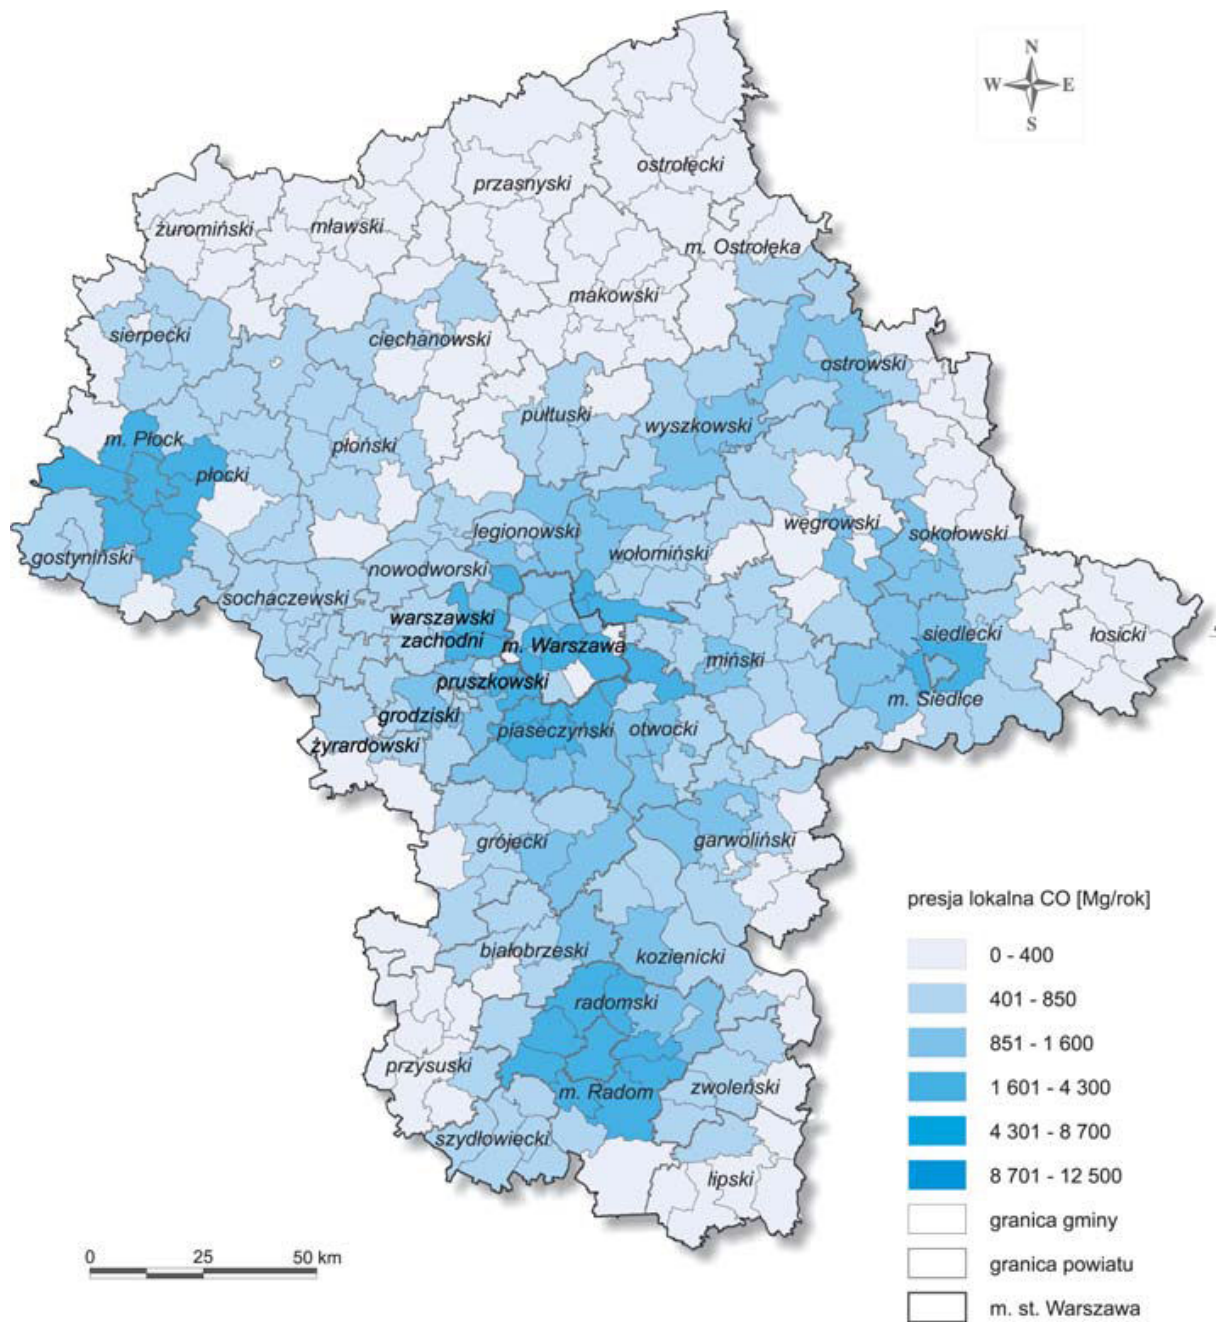 N
W E
S
ostrołęcki
przasnyski
żuromiński
mławski
m. Ostrołęka
makowski
sierpecki
ciechanowski
ostrowski
pułtuski
wyszkowski
m. Płock
płoński
płocki
węgrowski
sokołowski
legionowski
wołomiński
gostyniński
nowodworski
sochaczewski
warszawski
zachodni
siedlecki
łosicki
m. Warszawa
miński
pruszkowski
m. Siedlce
grodziski
piaseczyński
otwocki
żyrardowski
grójecki
garwoliński
białobrzeski
kozienicki
radomski
przysuski
m. Radom
zwoleński
szydłowiecki
lipski
presja lokalna CO [Mg/rok]
0 - 400
401 - 850
851 - 1 600
1 601 - 4 300
4 301 - 8 700
8 701 - 12 500
granica gminy
granica powiatu
m. st. Warszawa
0 25 50 km